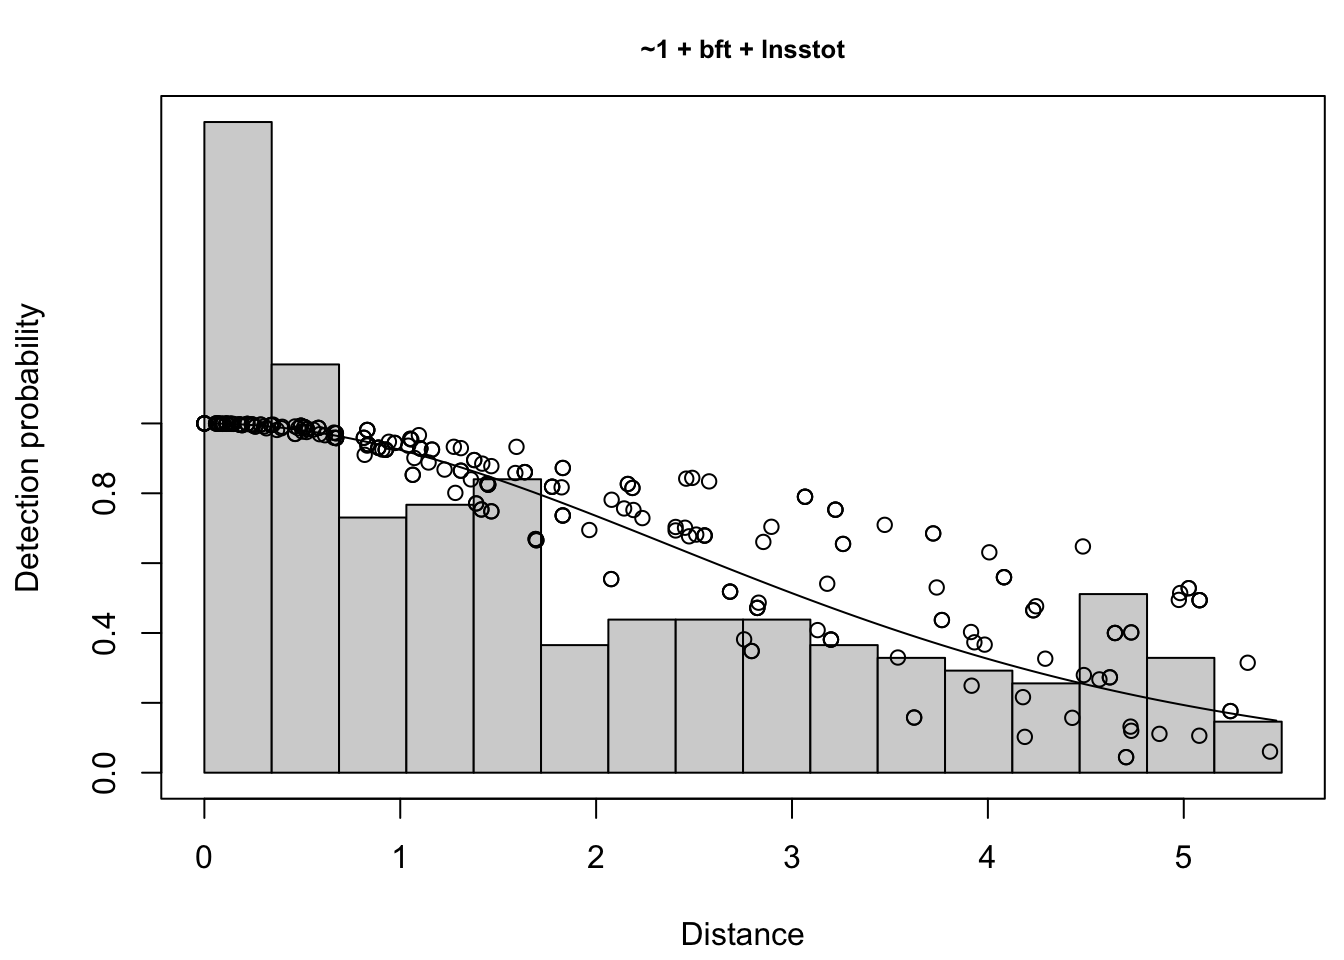 ~1 + bft + lnsstot
Detection probability
0.8
0.4
0.0
0 1 2 3 4 5
Distance